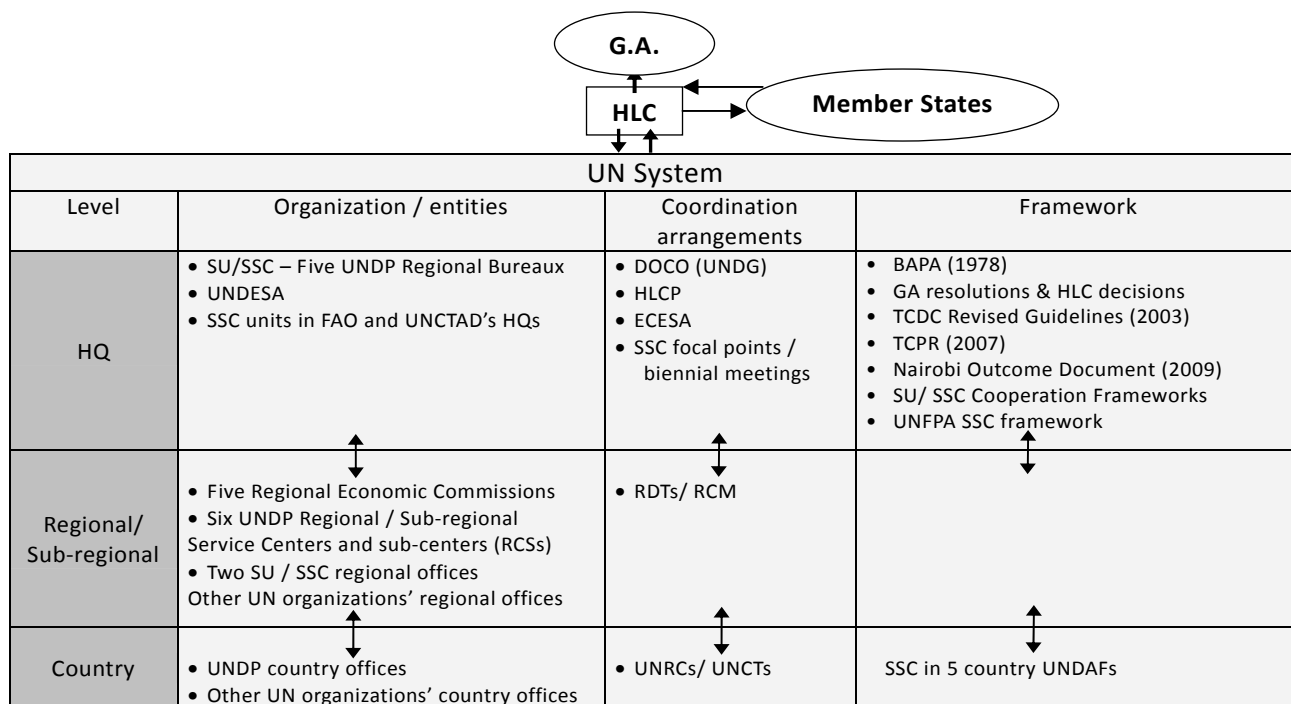 G.A.
HLC
Member States
UN System
Level
Organization / entities
Coordination
arrangements
Framework
HQ
• SU/SSC – Five UNDP Regional Bureaux
• UNDESA
• SSC units in FAO and UNCTAD’s HQs
• DOCO (UNDG)
• HLCP
• ECESA
• SSC focal points /
biennial meetings
• BAPA (1978)
• GA resolutions & HLC decisions
• TCDC Revised Guidelines (2003)
• TCPR (2007)
• Nairobi Outcome Document (2009)
• SU/ SSC Cooperation Frameworks
• UNFPA SSC framework
Regional/
Sub-regional
• Five Regional Economic Commissions
• Six UNDP Regional / Sub-regional
Service Centers and sub-centers (RCSs)
• Two SU / SSC regional offices
Other UN organizations’ regional offices
• RDTs/ RCM
Country
• UNDP country offices
• Other UN organizations’ country offices
• UNRCs/ UNCTs
SSC in 5 country UNDAFs